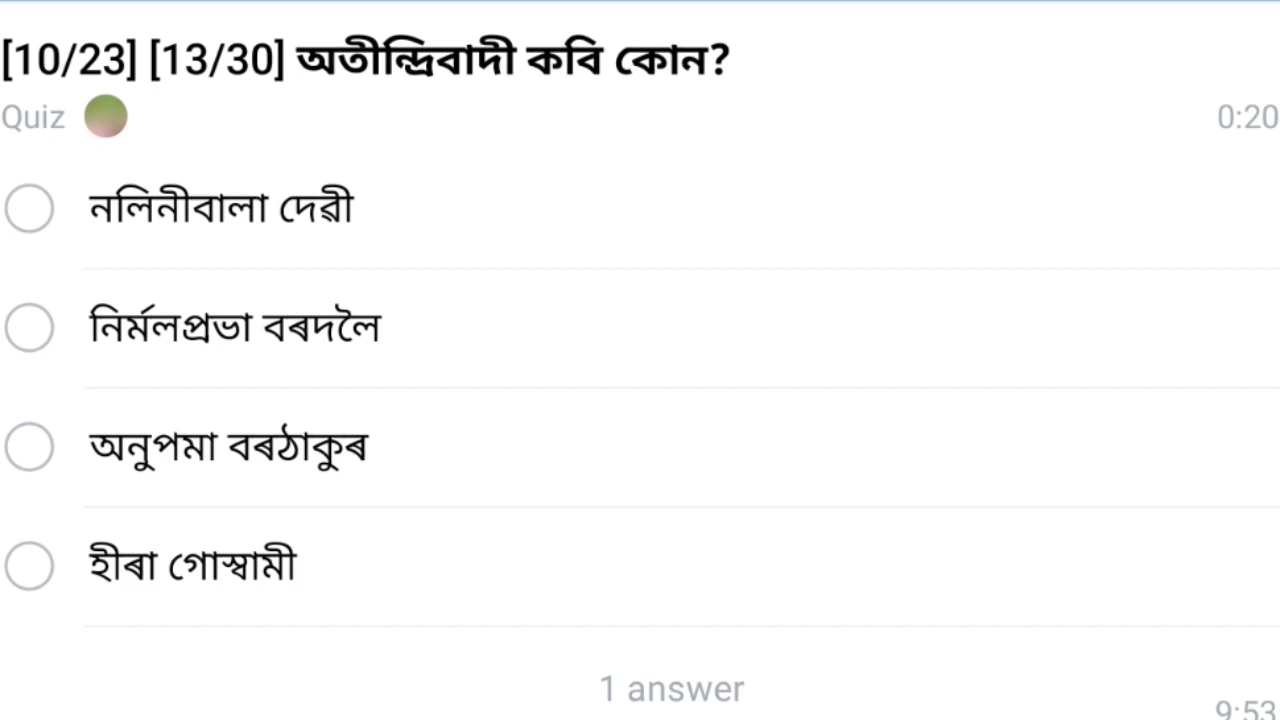 [10/23] [13/30] অতীন্দ্ৰিবাদী কবি কোন?
Quiz 0:20
নলিনীবালা দেৱী
নিৰ্মলপ্ৰভা বৰদলৈ
অনুপমা বৰঠাকুৰ
হীৰা গোস্বামী
1 answer
9:53